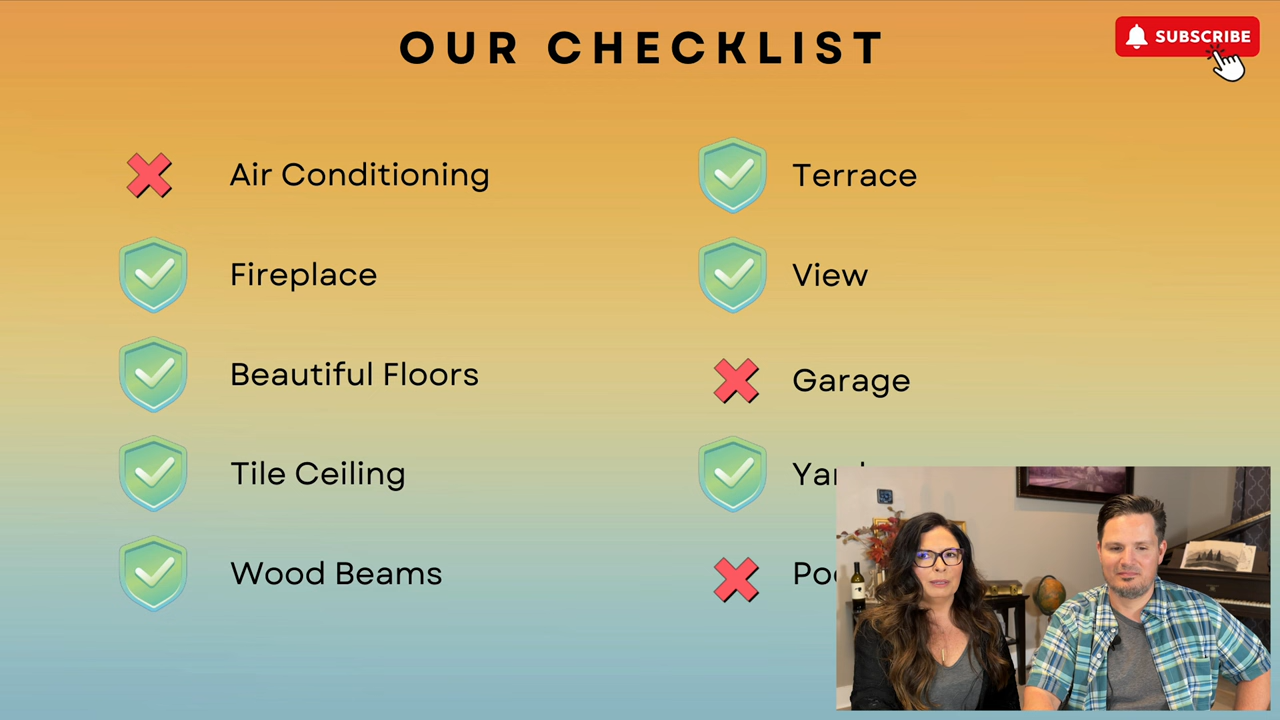 OUR CHECKLIST
SUBSCRIBE
Air Conditioning
Fireplace
Beautiful Floors
Tile Ceiling
Wood Beams
Terrace
View
Garage